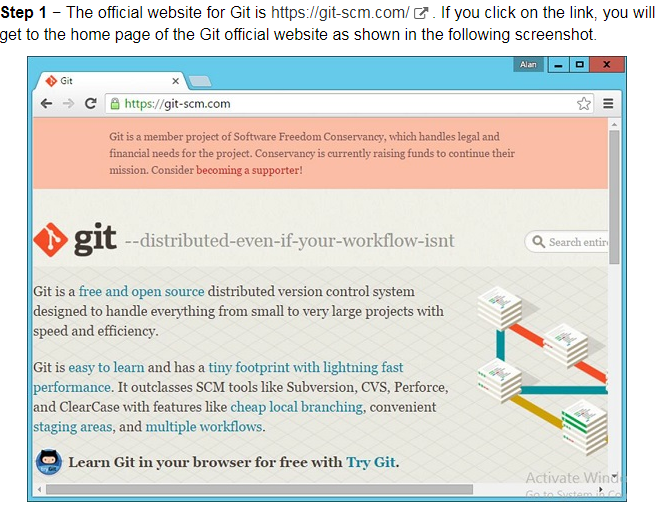 Step 1 − The official website for Git is https://git-scm.com/ . If you click on the link, you will
get to the home page of the Git official website as shown in the following screenshot.
Alan
Git
https://git-scm.com
Git is a member project of Software Freedom Conservancy, which handles legal and
financial needs for the project. Conservancy is currently raising funds to continue their
mission. Consider becoming a supporter!
git --distributed-even-if-your-workflow-isnt
Search entire
Git is a free and open source distributed version control system
designed to handle everything from small to very large projects with
speed and efficiency.
Git is easy to learn and has a tiny footprint with lightning fast
performance. It outclasses SCM tools like Subversion, CVS, Perforce,
and ClearCase with features like cheap local branching, convenient
staging areas, and multiple workflows.
Learn Git in your browser for free with Try Git.
Activate Wind
Go to System in Co